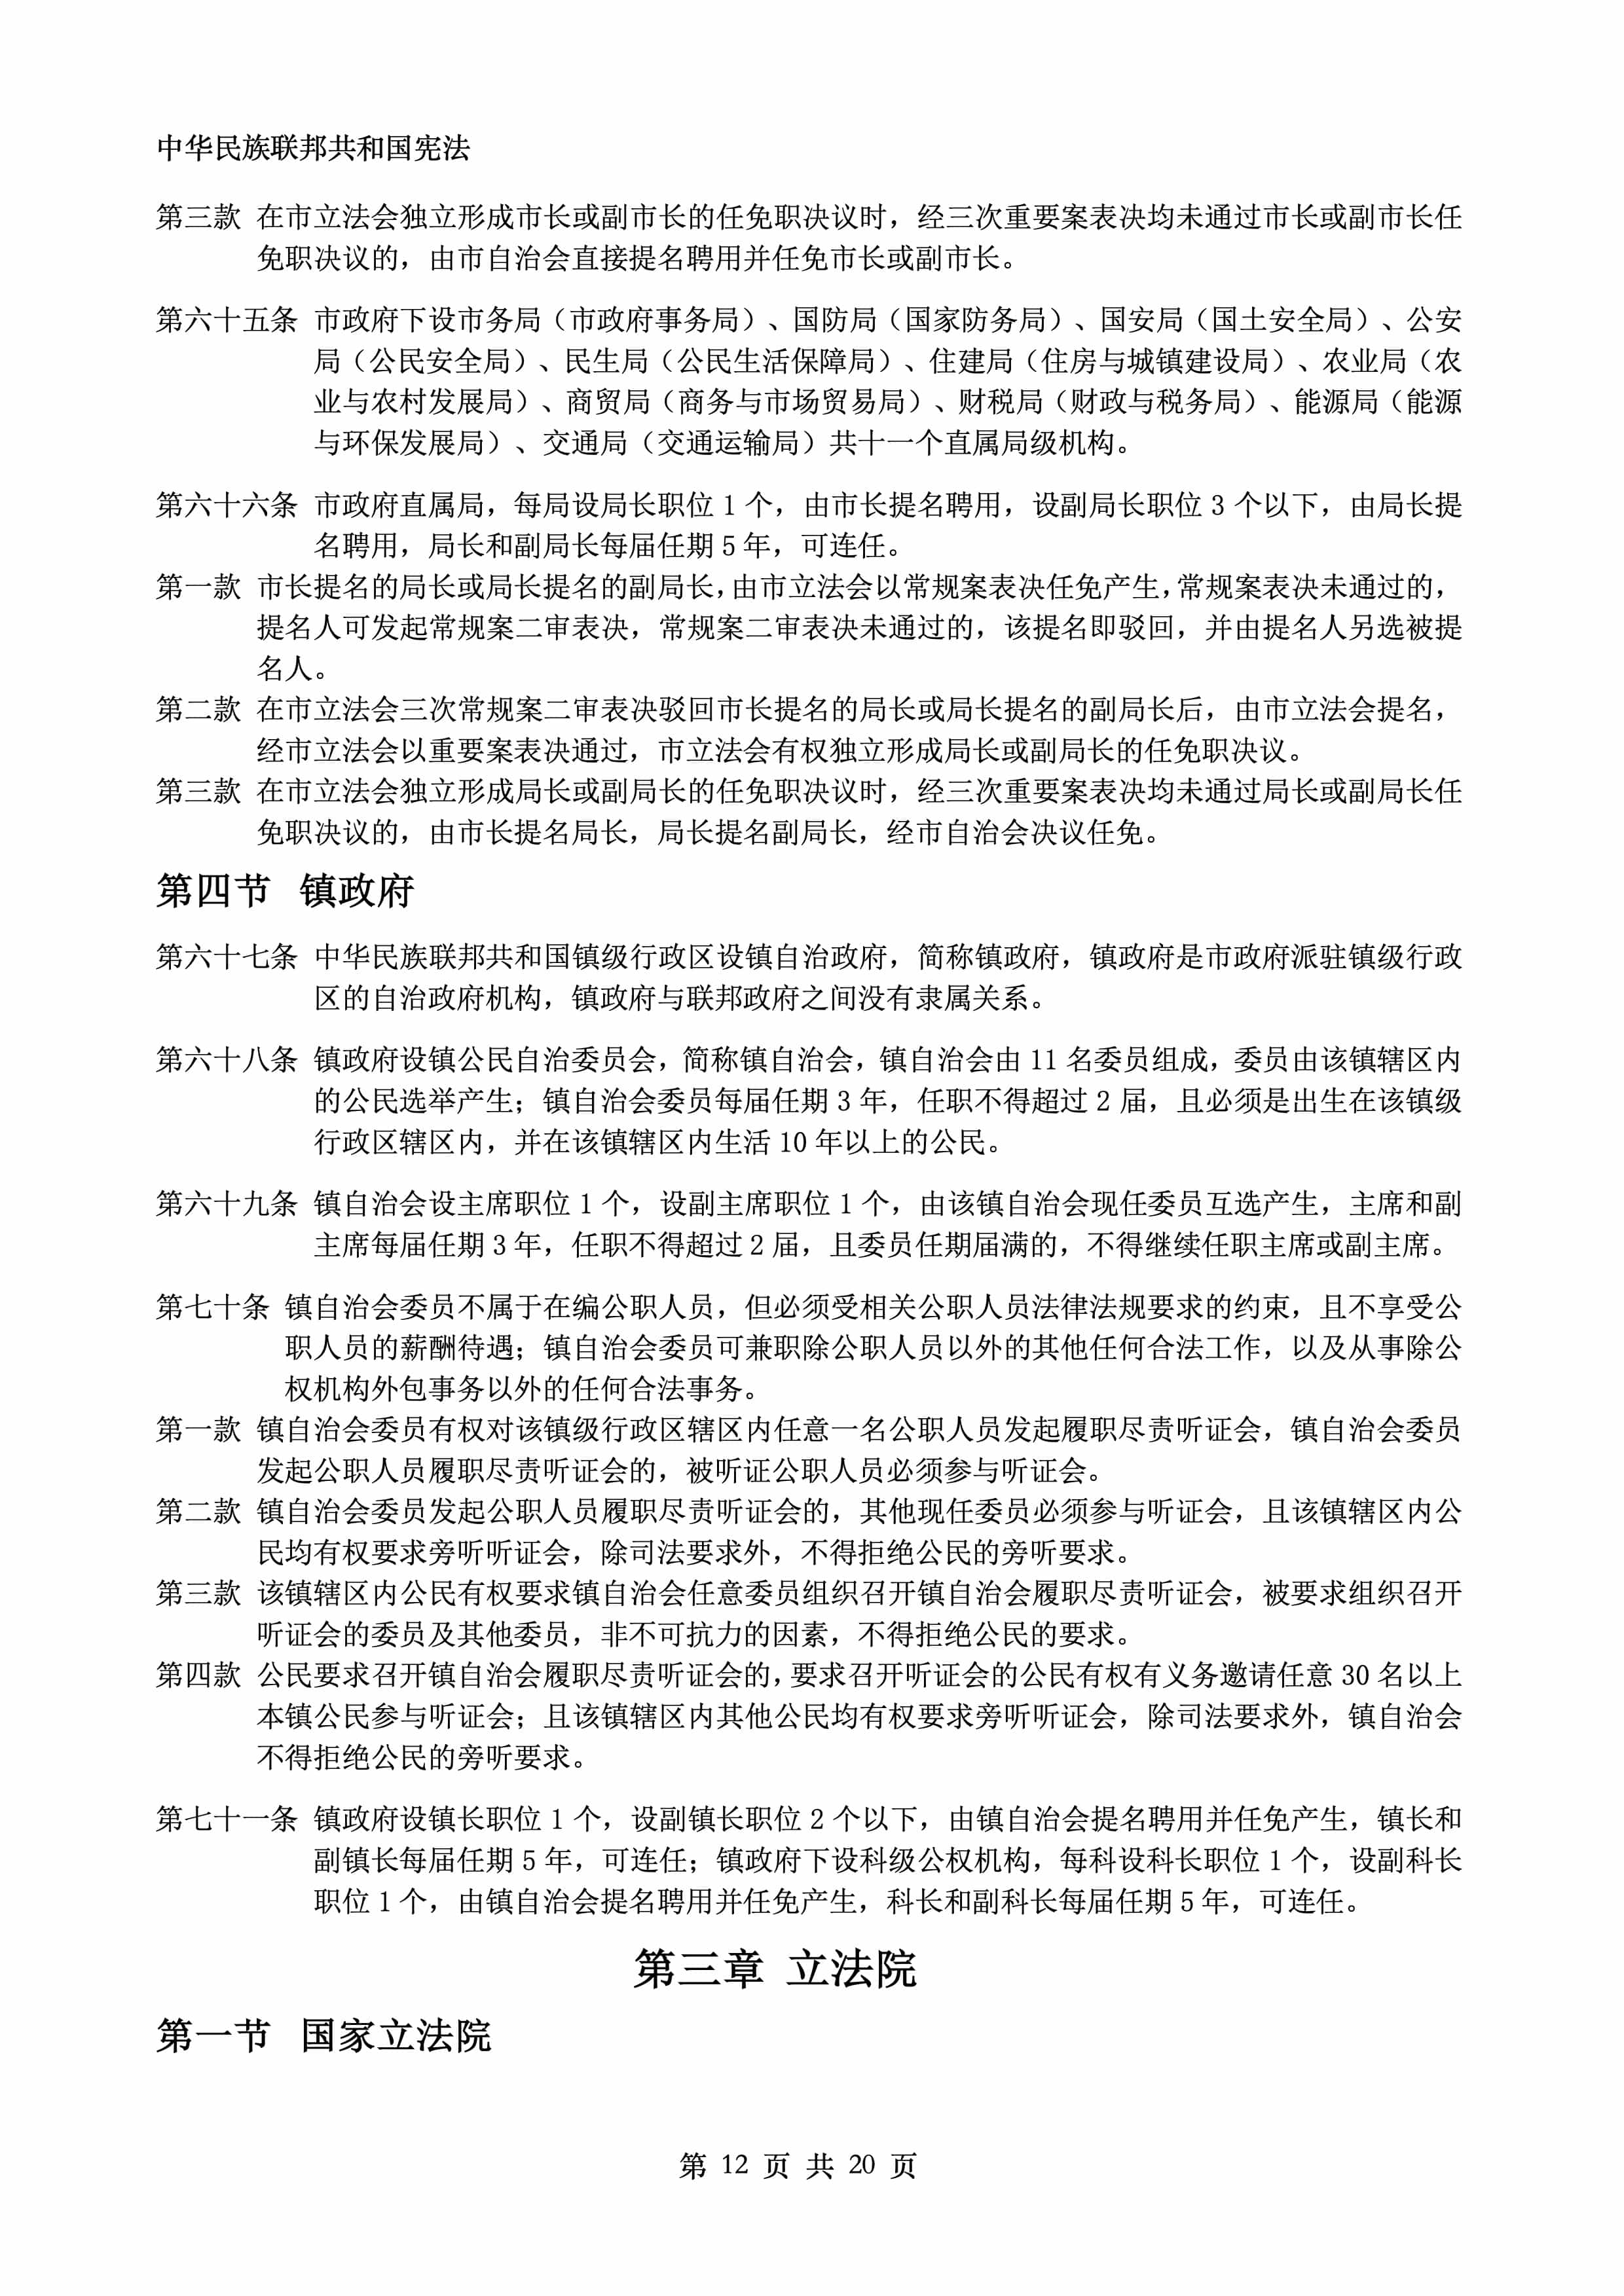 中华民族联邦共和国宪法
第三款 在市立法会独立形成市长或副市长的任免职决议时，经三次重要案表决均未通过市长或副市长任
免职决议的，由市自治会直接提名聘用并任免市长或副市长。
第六十五条 市政府下设市务局（市政府事务局）、国防局（国家防务局）、国安局（国土安全局）、公安
局（公民安全局）、民生局（公民生活保障局）、住建局（住房与城镇建设局）、农业局（农
业与农村发展局）、商贸局（商务与市场贸易局）、财税局（财政与税务局）、能源局（能源
与环保发展局）、交通局（交通运输局）共十一个直属局级机构。
第六十六条 市政府直属局，每局设局长职位 1 个，由市长提名聘用，设副局长职位 3 个以下，由局长提
名聘用，局长和副局长每届任期 5 年，可连任。
第一款 市长提名的局长或局长提名的副局长，由市立法会以常规案表决任免产生，常规案表决未通过的，
提名人可发起常规案二审表决，常规案二审表决未通过的，该提名即驳回，并由提名人另选被提
名人。
第二款 在市立法会三次常规案二审表决驳回市长提名的局长或局长提名的副局长后，由市立法会提名，
经市立法会以重要案表决通过，市立法会有权独立形成局长或副局长的任免职决议。
第三款 在市立法会独立形成局长或副局长的任免职决议时，经三次重要案表决均未通过局长或副局长任
免职决议的，由市长提名局长，局长提名副局长，经市自治会决议任免。
第四节 镇政府
第六十七条 中华民族联邦共和国镇级行政区设镇自治政府，简称镇政府，镇政府是市政府派驻镇级行政
区的自治政府机构，镇政府与联邦政府之间没有隶属关系。
第六十八条 镇政府设镇公民自治委员会，简称镇自治会，镇自治会由 11 名委员组成，委员由该镇辖区内
的公民选举产生；镇自治会委员每届任期 3 年，任职不得超过 2 届，且必须是出生在该镇级
行政区辖区内，并在该镇辖区内生活 10 年以上的公民。
第六十九条 镇自治会设主席职位 1 个，设副主席职位 1 个，由该镇自治会现任委员互选产生，主席和副
主席每届任期 3 年，任职不得超过 2 届，且委员任期届满的，不得继续任职主席或副主席。
第七十条 镇自治会委员不属于在编公职人员，但必须受相关公职人员法律法规要求的约束，且不享受公
职人员的薪酬待遇；镇自治会委员可兼职除公职人员以外的其他任何合法工作，以及从事除公
权机构外包事务以外的任何合法事务。
第一款 镇自治会委员有权对该镇级行政区辖区内任意一名公职人员发起履职尽责听证会，镇自治会委员
发起公职人员履职尽责听证会的，被听证公职人员必须参与听证会。
第二款 镇自治会委员发起公职人员履职尽责听证会的，其他现任委员必须参与听证会，且该镇辖区内公
民均有权要求旁听听证会，除司法要求外，不得拒绝公民的旁听要求。
第三款 该镇辖区内公民有权要求镇自治会任意委员组织召开镇自治会履职尽责听证会，被要求组织召开
听证会的委员及其他委员，非不可抗力的因素，不得拒绝公民的要求。
第四款 公民要求召开镇自治会履职尽责听证会的，要求召开听证会的公民有权有义务邀请任意 30 名以上
本镇公民参与听证会；且该镇辖区内其他公民均有权要求旁听听证会，除司法要求外，镇自治会
不得拒绝公民的旁听要求。
第七十一条 镇政府设镇长职位 1 个，设副镇长职位 2 个以下，由镇自治会提名聘用并任免产生，镇长和
副镇长每届任期 5 年，可连任；镇政府下设科级公权机构，每科设科长职位 1 个，设副科长
职位 1 个，由镇自治会提名聘用并任免产生，科长和副科长每届任期 5 年，可连任。
第三章 立法院
第一节 国家立法院
第 12 页 共 20 页